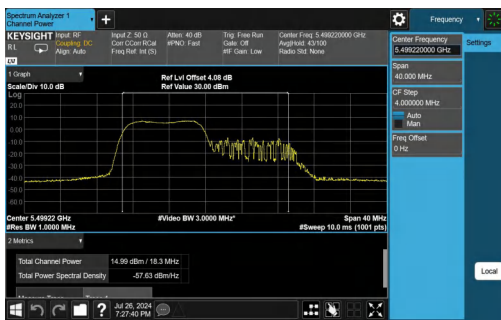 Spectrum Analyzer 1
Channel Power
Frequency
KEYSIGHT
Input: RF
Coupling: DC
Align: Auto
Input Z: 50 Ω
Corr CCorr RCal
Freq Ref: Int (S)
Atten: 40 dB
#PNO: Fast
Trig: Free Run
Gate: Off
#IF Gain: Low
Center Freq: 5.499220000 GHz
Avg|Hold: 43/100
Radio Std: None
RL
LXI
Center Frequency
5.499220000 GHz
Settings
Span
40.000 MHz
CF Step
4.000000 MHz
Auto
Man
Freq Offset
0 Hz
1 Graph
Scale/Div 10.0 dB
Ref Lvl Offset 4.08 dB
Ref Value 30.00 dBm
Log
20.0
10.0
0.00
-10.0
-20.0
-30.0
-40.0
-50.0
-60.0
Center 5.49922 GHz
#Res BW 1.0000 MHz
#Video BW 3.0000 MHz*
Span 40 MHz
#Sweep 10.0 ms (1001 pts)
2 Metrics
Total Channel Power
14.99 dBm / 18.3 MHz
Total Power Spectral Density
-57.63 dBm/Hz
Local
?
Jul 26, 2024
7:27:40 PM